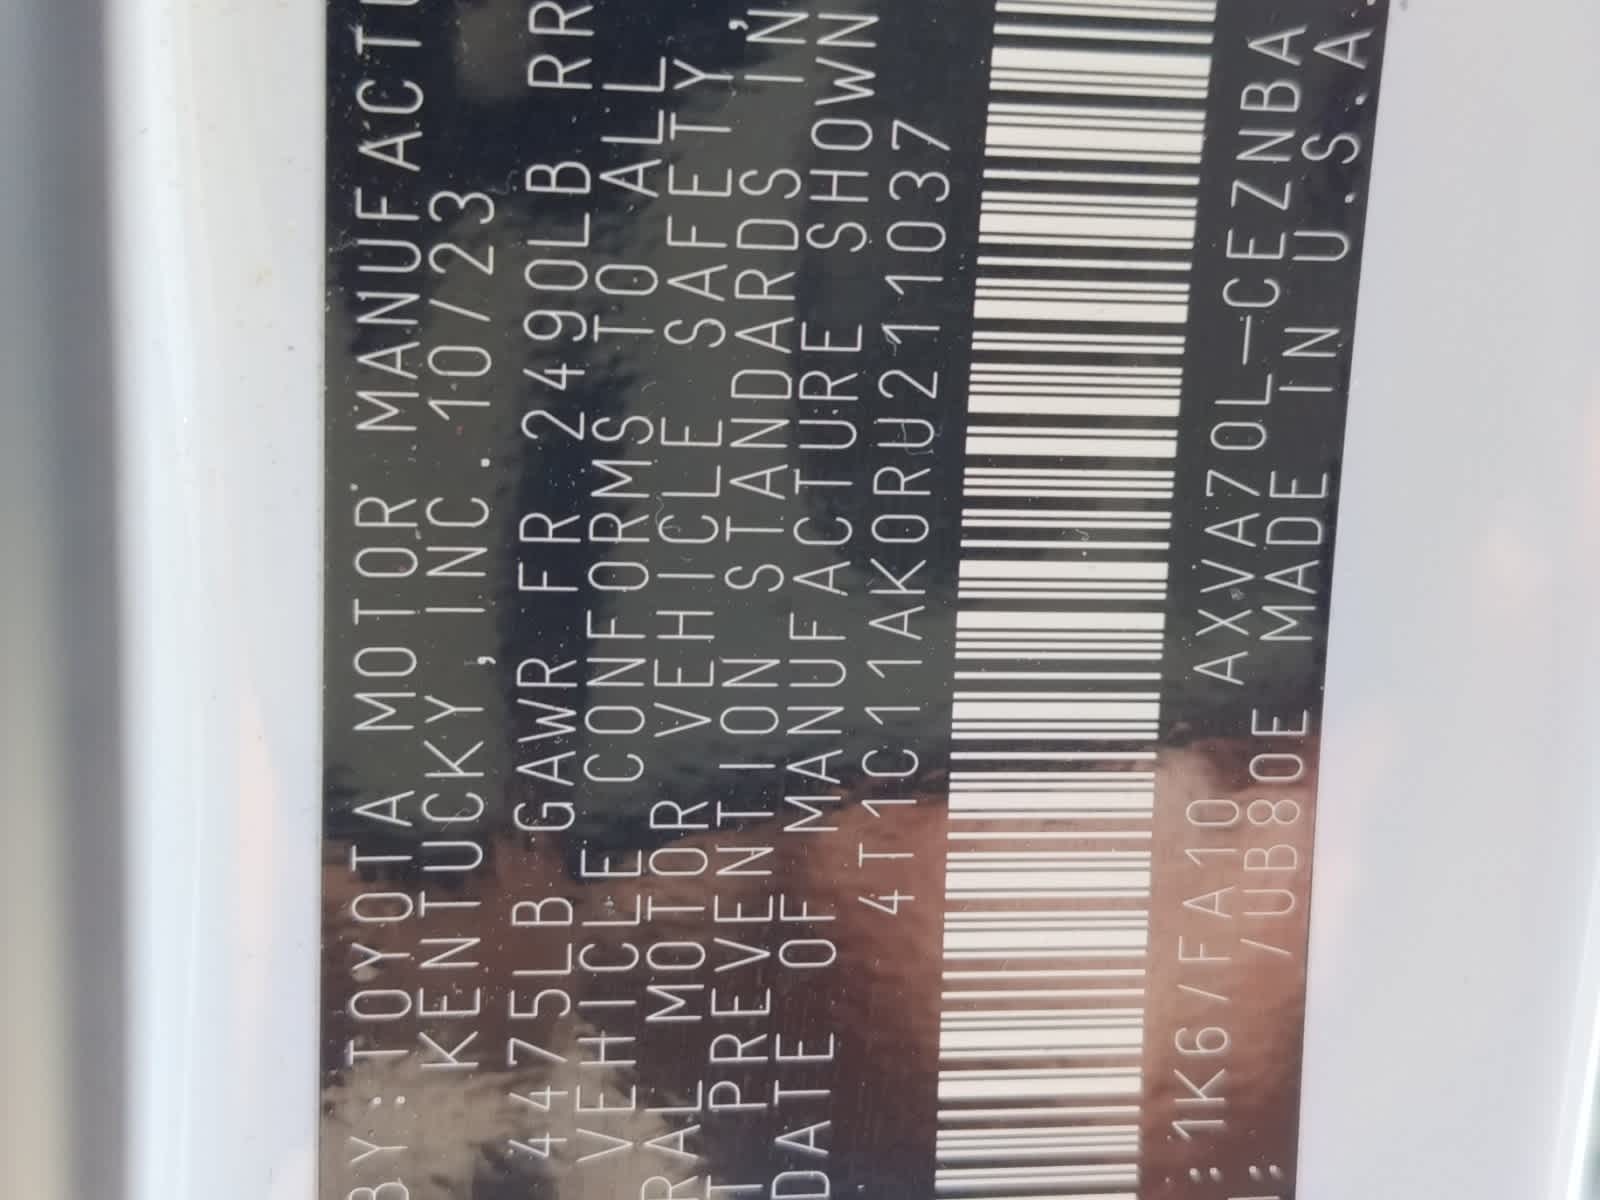 BY:TOYOTA MOTOR MANUFACTU
KENTUCKY, INC. 10/23
4475LB GAWR FR 2490LB RR
VEHICLE CONFORMS TO ALL
RAL MOTOR VEHICLE SAFETY,
T PREVENTION STANDARDS IN
DATE OF MANUFACTURE SHOWN
4T1C11AK0RU211037
:1K6/FA10 AXVA70L-CEZNBA
: /UB80E MADE IN U.S.A.